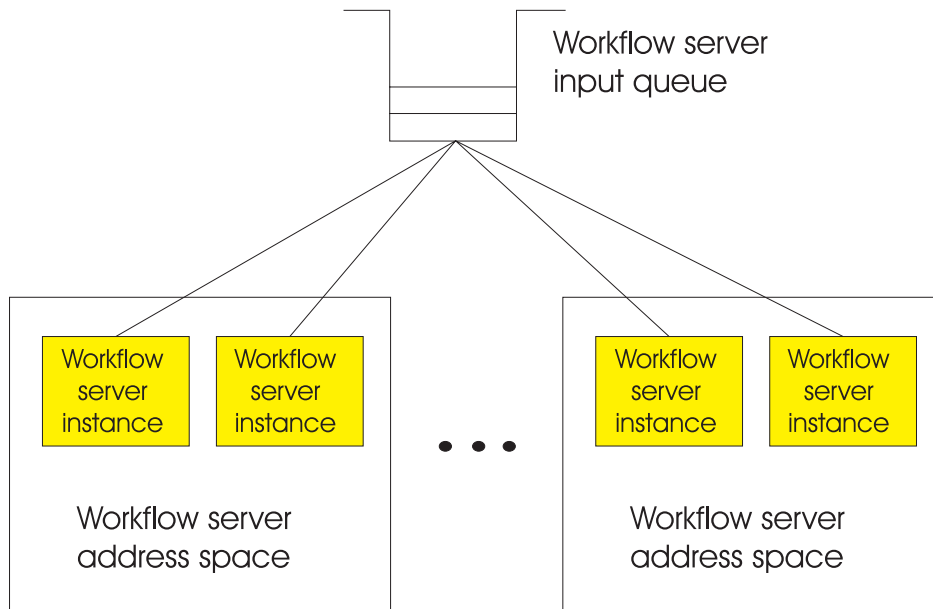 Workflow server
input queue
Workflow
server
instance
Workflow
server
instance
Workflow
server
instance
Workflow
server
instance
Workflow server
address space
Workflow server
address space